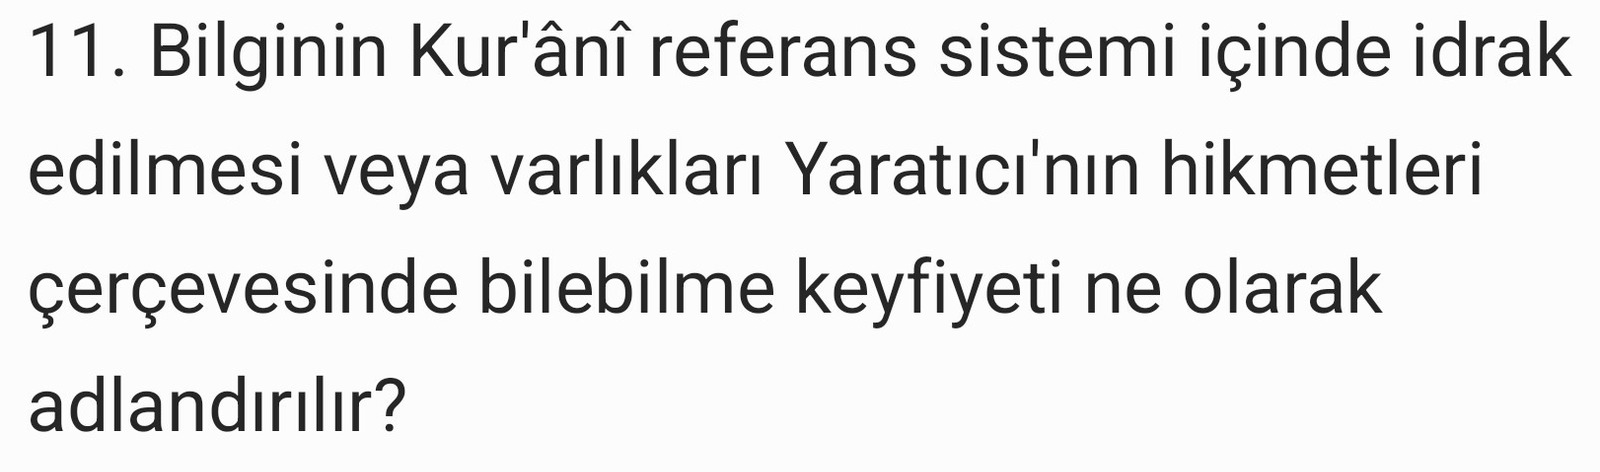 11. Bilginin Kur'ânî referans sistemi içinde idrak
edilmesi veya varlıkları Yaratıcı'nın hikmetleri
çerçevesinde bilebilme keyfiyeti ne olarak
adlandırılır?